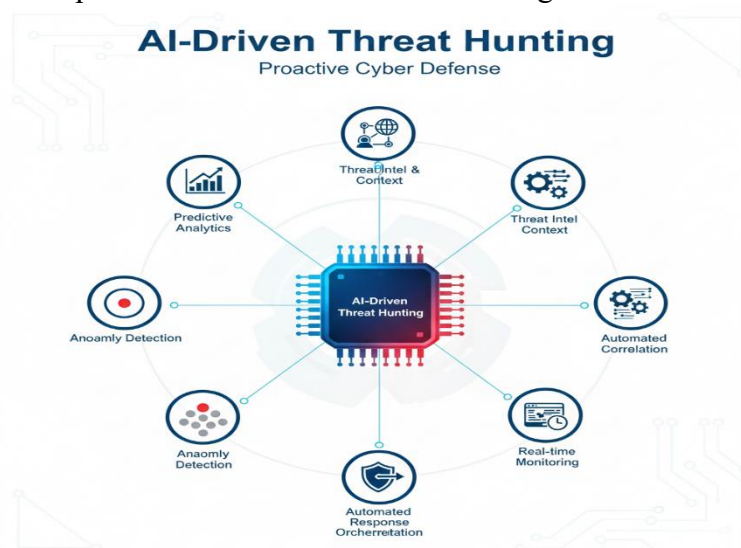 AI-Driven Threat Hunting
Proactive Cyber Defense
Threat Intel &
Context
Predictive
Analytics
Threat Intel
Context
AI-Driven
Threat Hunting
Anoamly Detection
Automated
Correlation
Anaomly
Detection
Real-time
Monitoring
Automated
Response
Orcherretation